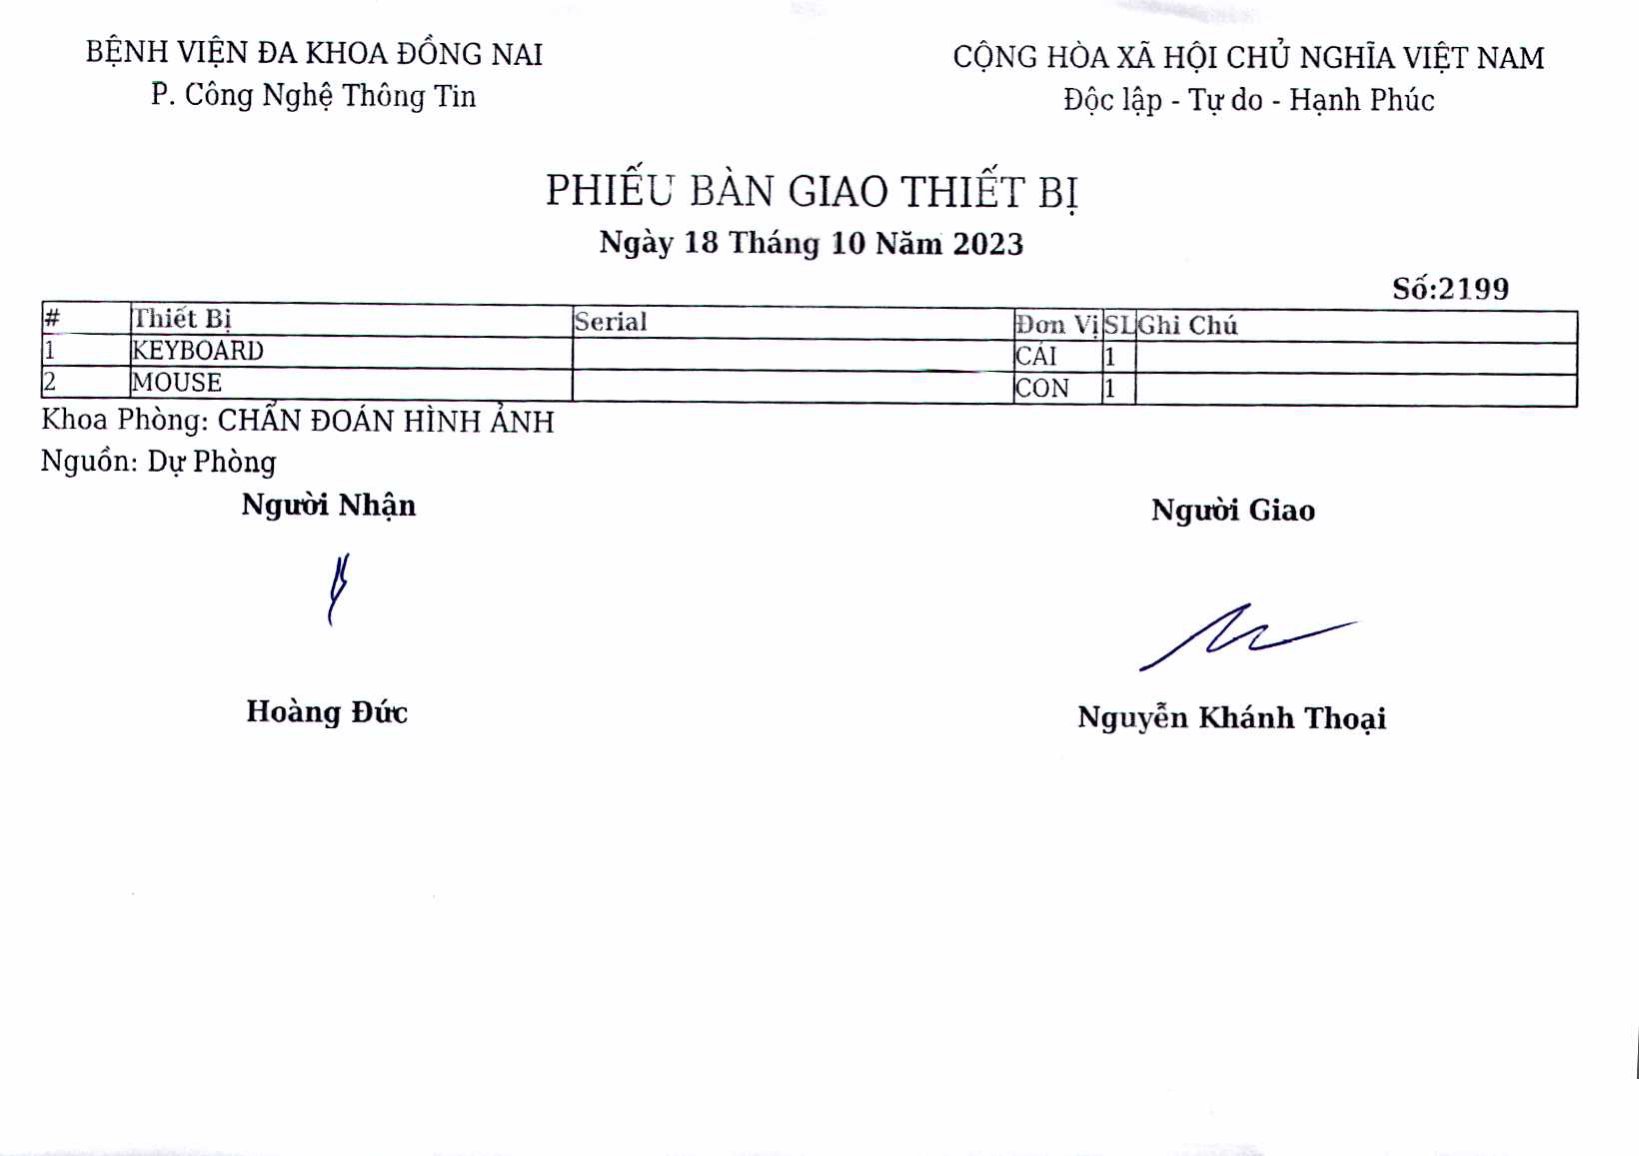 BỆNH VIỆN ĐA KHOA ĐỒNG NAI
P. Công Nghệ Thông Tin
CỘNG HÒA XÃ HỘI CHỦ NGHĨA VIỆT NAM
Độc lập - Tự do - Hạnh Phúc
PHIẾU BÀN GIAO THIẾT BỊ
Ngày 18 Tháng 10 Năm 2023
Số:2199
# Thiết Bị Serial Đơn Vị SL Ghi Chú
1 KEYBOARD CÁI 1
2 MOUSE CON 1
Khoa Phòng: CHẨN ĐOÁN HÌNH ẢNH
Nguồn: Dự Phòng
Người Nhận Người Giao
Hoàng Đức Nguyễn Khánh Thoại